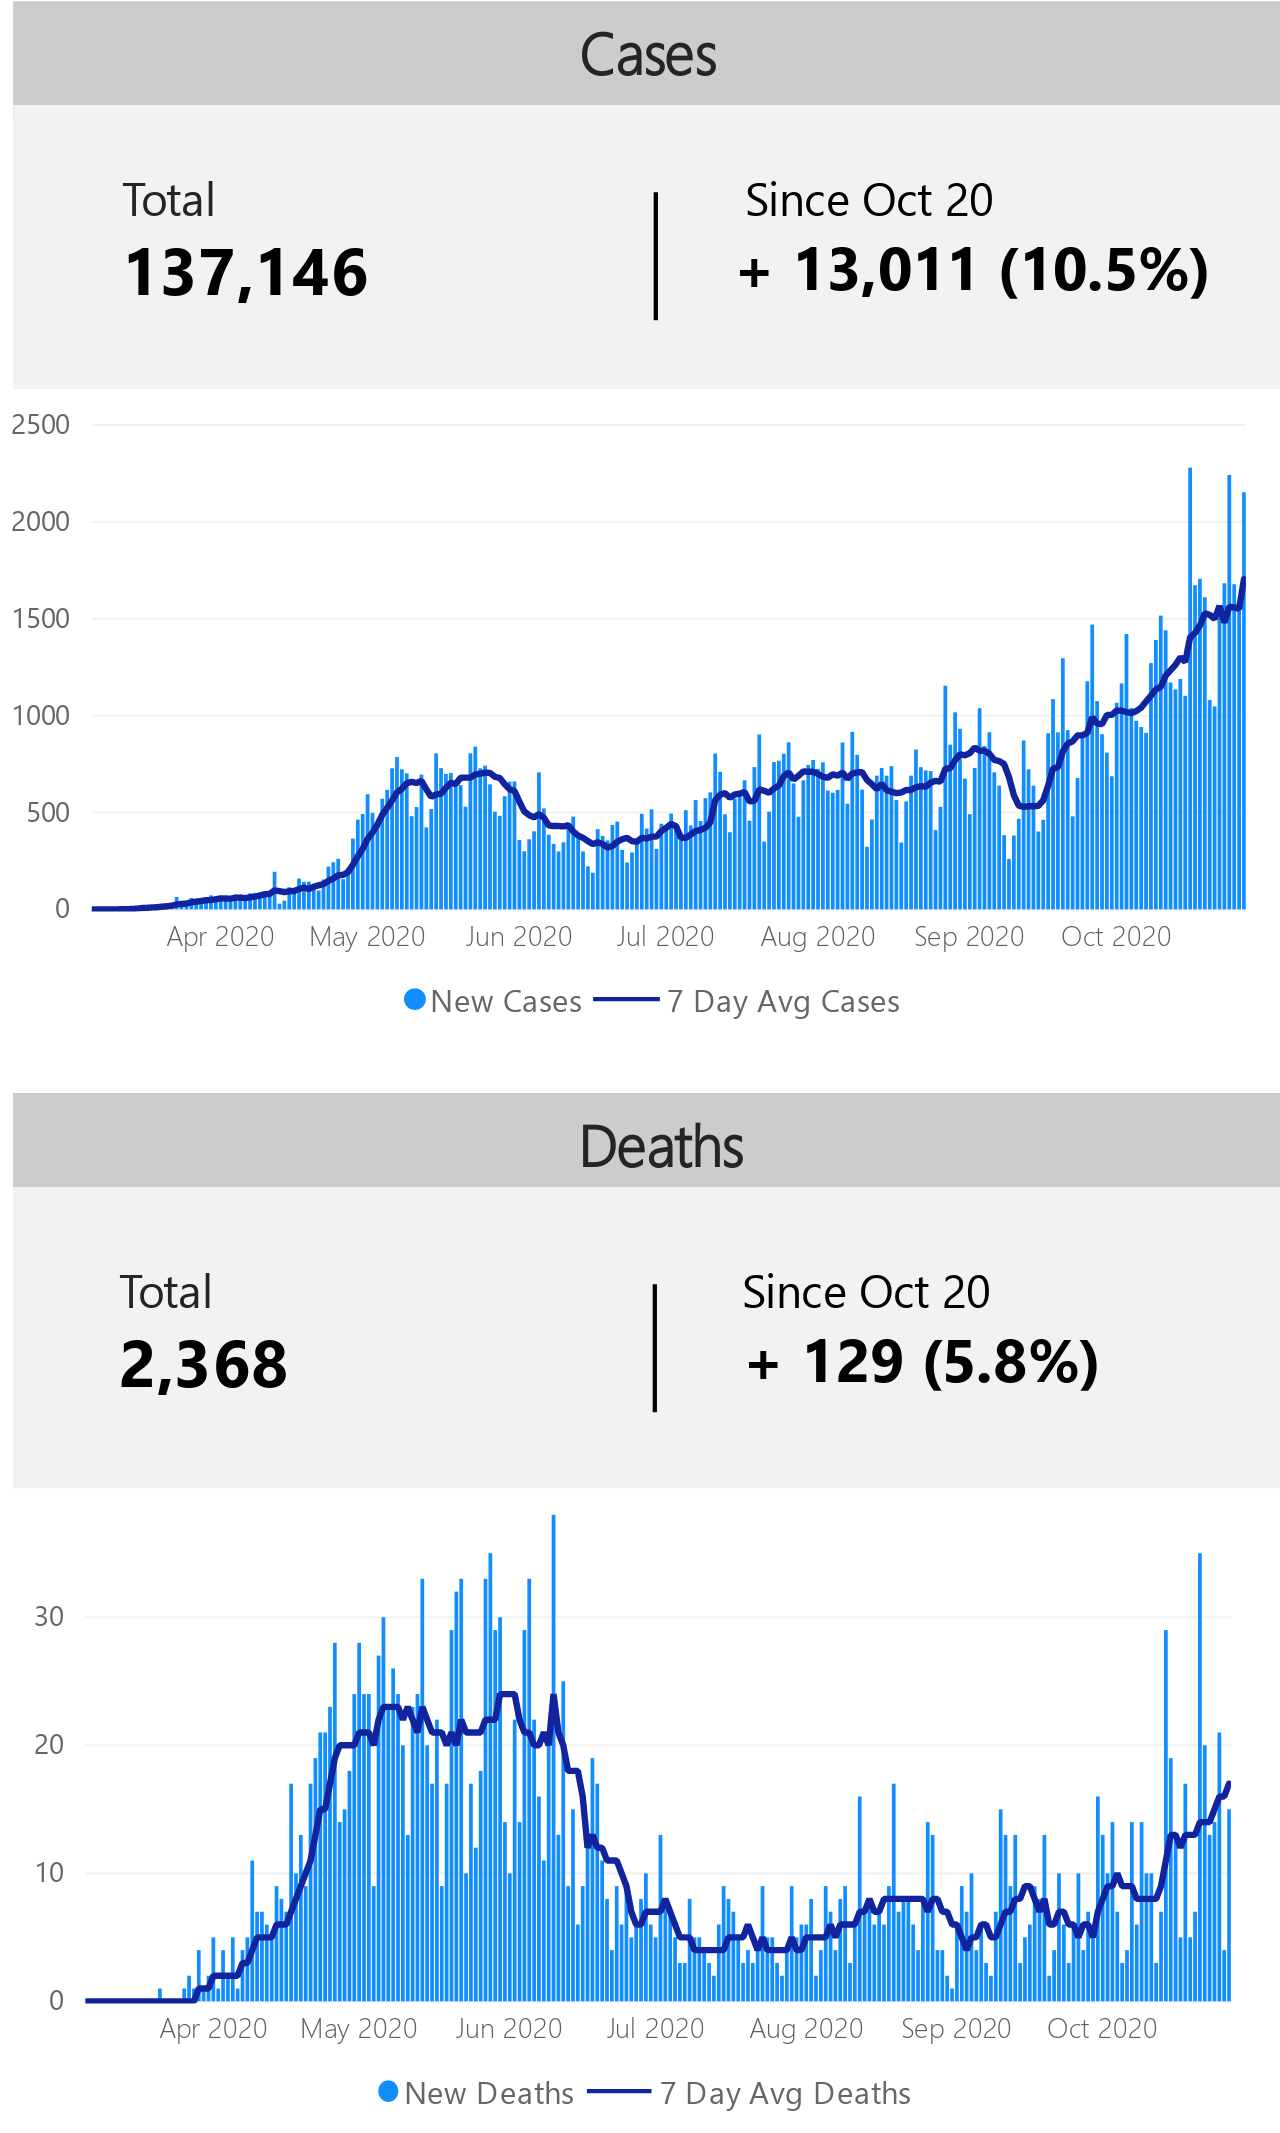 Cases
Total
Since Oct 20
137,146
+ 13,011 (10.5%)
2500
2000
1500
1000
500
0
Apr 2020
May 2020
Jun 2020
Jul 2020
Aug 2020
Sep 2020
Oct 2020
New Cases
7 Day Avg Cases
Deaths
Total
Since Oct 20
2,368
+ 129 (5.8%)
30
20
10
0
Apr 2020
May 2020
Jun 2020
Jul 2020
Aug 2020
Sep 2020
Oct 2020
New Deaths
7 Day Avg Deaths